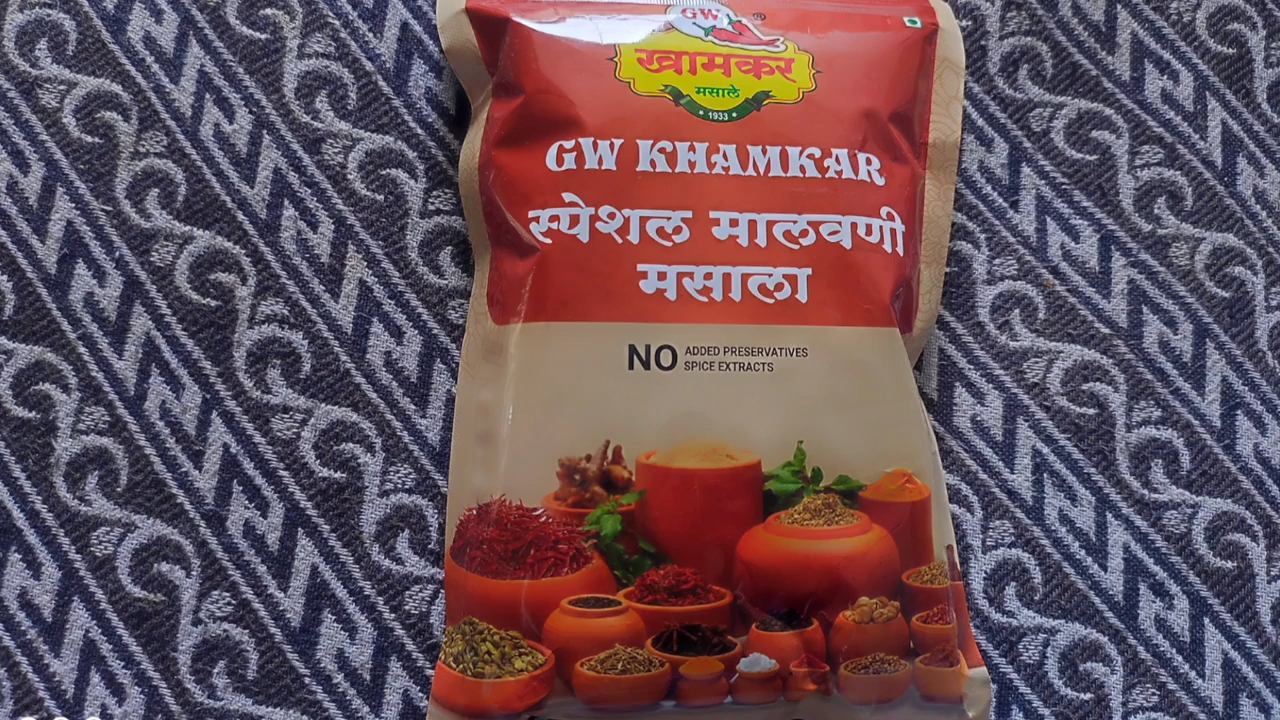 GW ®
खामकर
मसाले
* 1933 *
GW KHAMKAR
स्पेशल मालवणी
मसाला
NO ADDED PRESERVATIVES
SPICE EXTRACTS